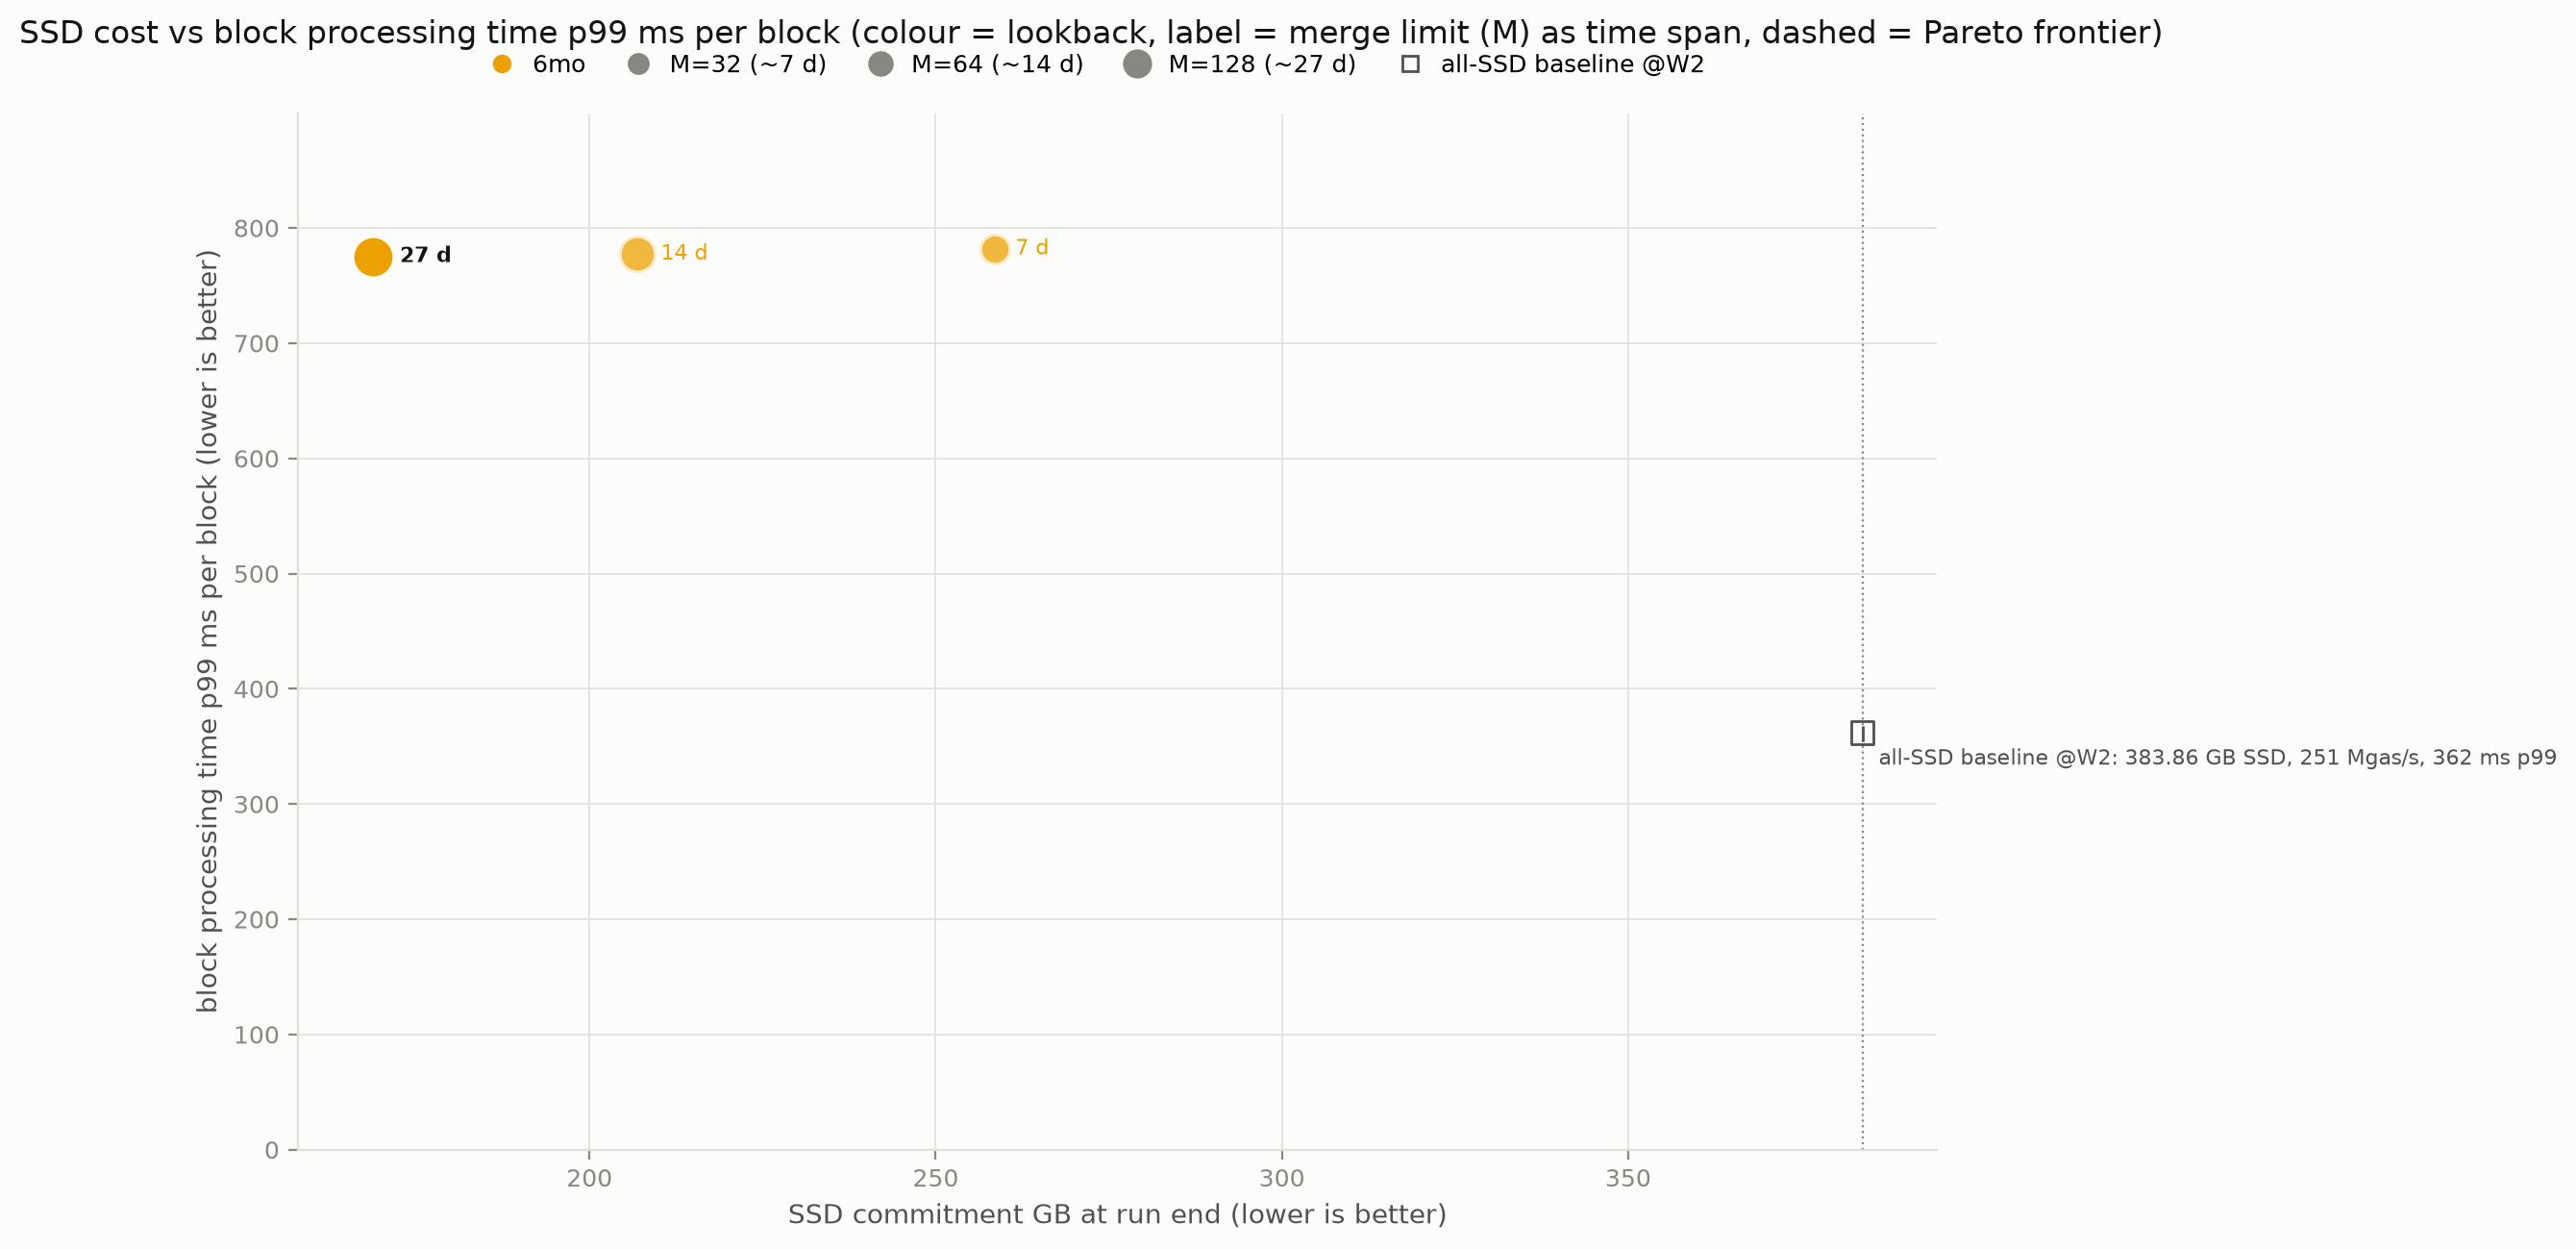 SSD cost vs block processing time p99 ms per block (colour = lookback, label = merge limit (M) as time span, dashed = Pareto frontier)
6mo
M=32 (~7 d)
M=64 (~14 d)
M=128 (~27 d)
all-SSD baseline @W2
block processing time p99 ms per block (lower is better)
800
700
600
500
400
300
200
100
0
27 d
14 d
7 d
all-SSD baseline @W2: 383.86 GB SSD, 251 Mgas/s, 362 ms p99
200
250
300
350
SSD commitment GB at run end (lower is better)